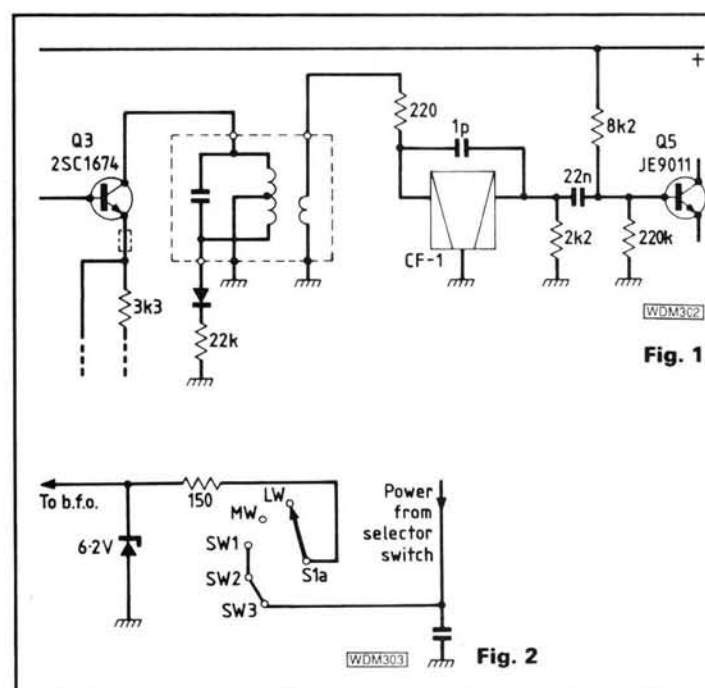 +
Q3
2SC1674
3k3
22k
220
1p
CF-1
22n
2k2
8k2
220k
Q5
JE9011
WDM302
Fig. 1
To b.f.o.
150
6·2V
LW
MW
SW1
SW2
SW3
S1a
Power
from
selector
switch
WDM303
Fig. 2